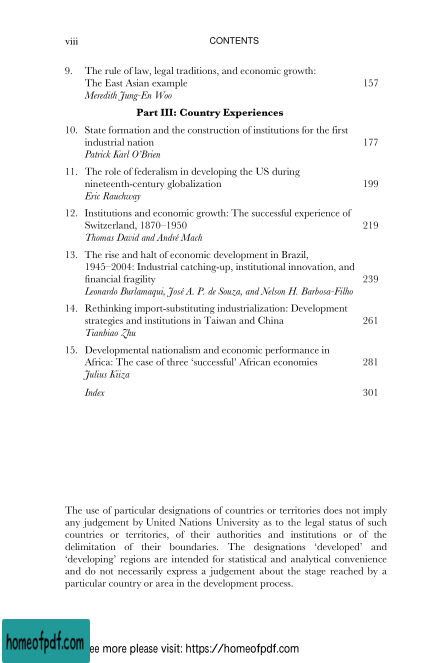 viii CONTENTS
9. The rule of law, legal traditions, and economic growth:
The East Asian example 157
Meredith Jung-En Woo
Part III: Country Experiences
10. State formation and the construction of institutions for the first
industrial nation 177
Patrick Karl O'Brien
11. The role of federalism in developing the US during
nineteenth-century globalization 199
Eric Rauchway
12. Institutions and economic growth: The successful experience of
Switzerland, 1870–1950 219
Thomas David and André Mach
13. The rise and halt of economic development in Brazil,
1945–2004: Industrial catching-up, institutional innovation, and
financial fragility 239
Leonardo Burlamaqui, José A. P. de Souza, and Nelson H. Barbosa-Filho
14. Rethinking import-substituting industrialization: Development
strategies and institutions in Taiwan and China 261
Tianbiao Zhu
15. Developmental nationalism and economic performance in
Africa: The case of three 'successful' African economies 281
Julius Kiiza
Index 301
The use of particular designations of countries or territories does not imply
any judgement by United Nations University as to the legal status of such
countries or territories, of their authorities and institutions or of the
delimitation of their boundaries. The designations 'developed' and
'developing' regions are intended for statistical and analytical convenience
and do not necessarily express a judgement about the stage reached by a
particular country or area in the development process.
homeofpdf.com ee more please visit: https://homeofpdf.com